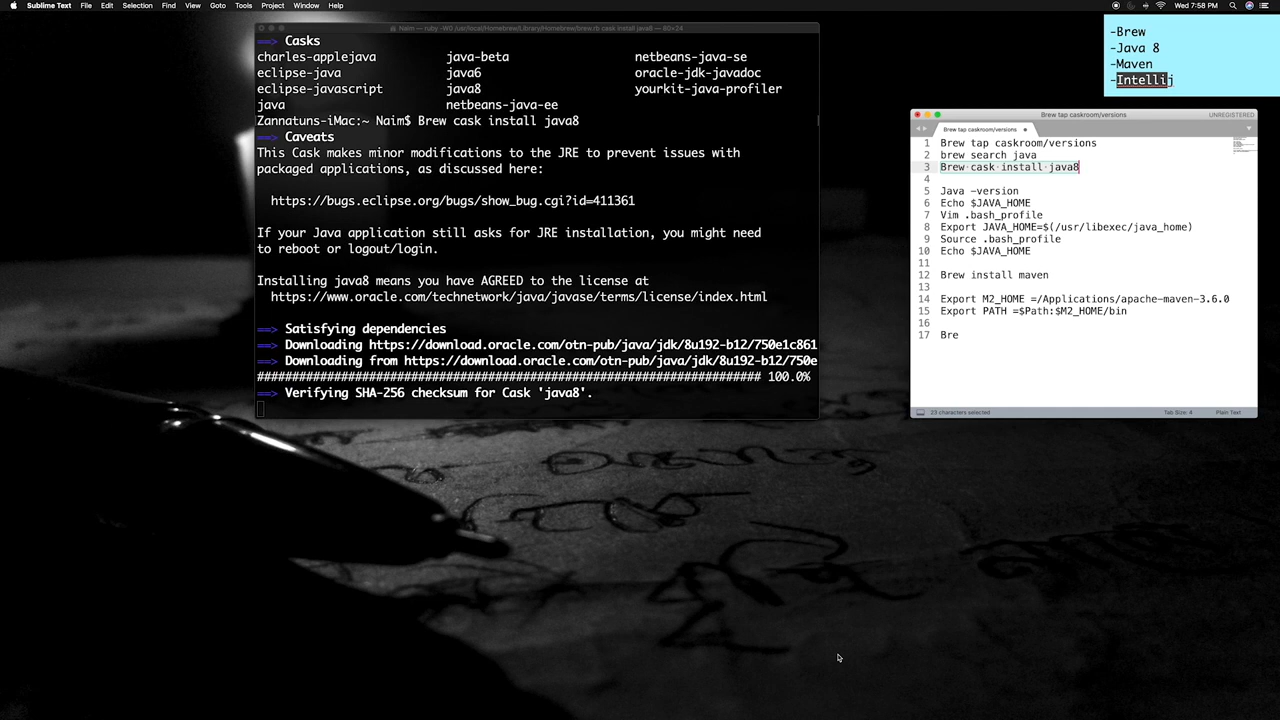 Sublime Text File Edit Selection Find View Goto Tools Project Window Help
Wed 7:58 PM
-Brew
-Java 8
-Maven
-Intellij
Naim — ruby -W0 /usr/local/Homebrew/Library/Homebrew/brew.rb cask install java8 — 80×24
==> Casks
charles-applejava java-beta netbeans-java-se
eclipse-java java6 oracle-jdk-javadoc
eclipse-javascript java8 yourkit-java-profiler
java netbeans-java-ee
Zannatuns-iMac:~ Naim$ Brew cask install java8
==> Caveats
This Cask makes minor modifications to the JRE to prevent issues with
packaged applications, as discussed here:
https://bugs.eclipse.org/bugs/show_bug.cgi?id=411361
If your Java application still asks for JRE installation, you might need
to reboot or logout/login.
Installing java8 means you have AGREED to the license at
https://www.oracle.com/technetwork/java/javase/terms/license/index.html
==> Satisfying dependencies
==> Downloading https://download.oracle.com/otn-pub/java/jdk/8u192-b12/750e1c861
==> Downloading from https://download.oracle.com/otn-pub/java/jdk/8u192-b12/750e
######################################################################## 100.0%
==> Verifying SHA-256 checksum for Cask 'java8'.
Brew tap caskroom/versions
UNREGISTERED
Brew tap caskroom/versions
1 Brew tap caskroom/versions
2 brew search java
3 Brew cask install java8
4
5 Java -version
6 Echo $JAVA_HOME
7 Vim .bash_profile
8 Export JAVA_HOME=$(/usr/libexec/java_home)
9 Source .bash_profile
10 Echo $JAVA_HOME
11
12 Brew install maven
13
14 Export M2_HOME =/Applications/apache-maven-3.6.0
15 Export PATH =$Path:$M2_HOME/bin
16
17 Bre
23 characters selected Tab Size: 4 Plain Text